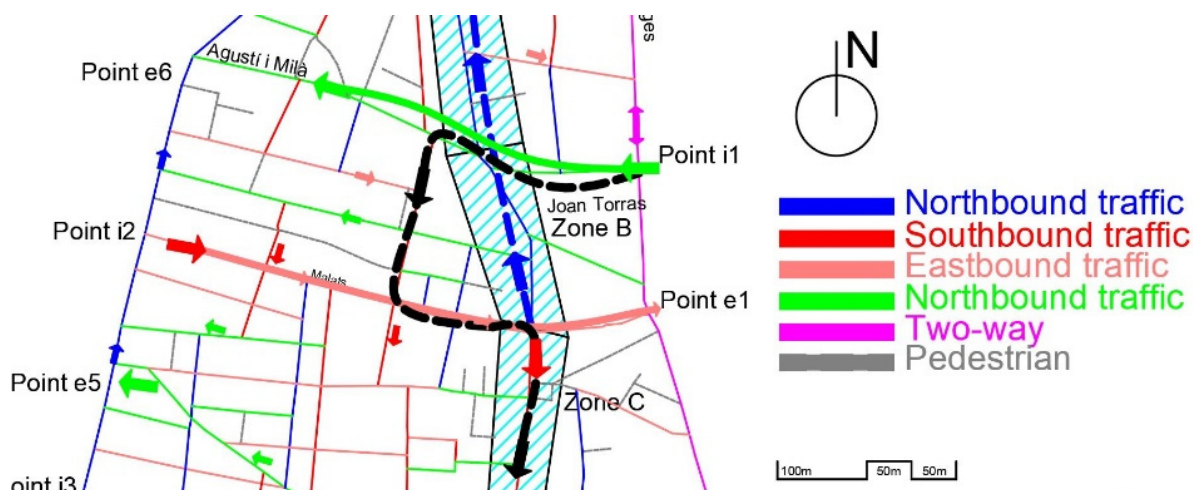 Agustí i Milà
Point e6
ges
N
Point i1
Joan Torras
Zone B
Point i2
Malats
Point e1
Point e5
Zone C
oint i3
Northbound traffic
Southbound traffic
Eastbound traffic
Northbound traffic
Two-way
Pedestrian
100m 50m 50m